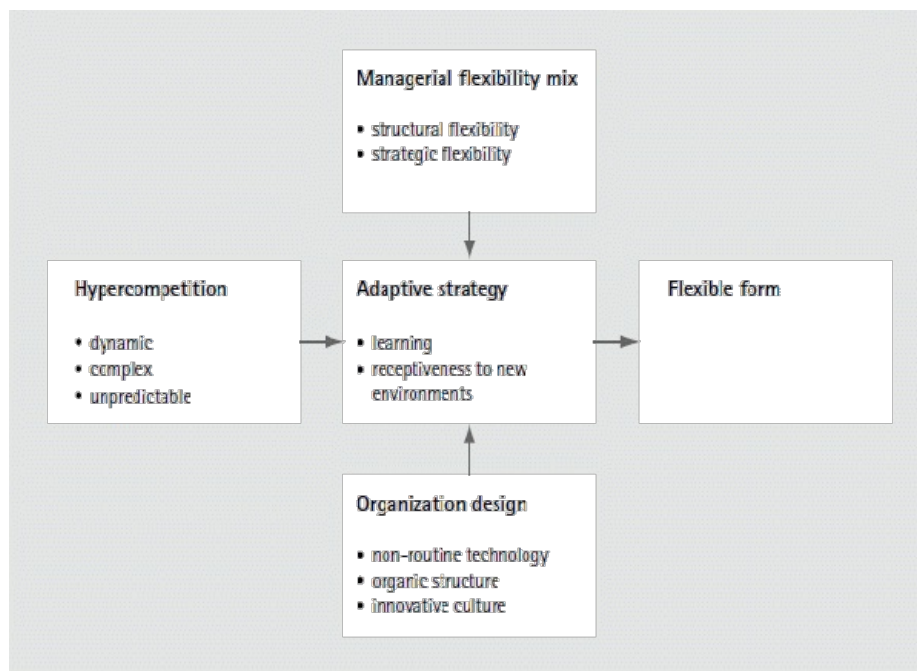 Managerial flexibility mix
• structural flexibility
• strategic flexibility
Hypercompetition
• dynamic
• complex
• unpredictable
Adaptive strategy
• learning
• receptiveness to new
environments
Flexible form
Organization design
• non-routine technology
• organic structure
• innovative culture